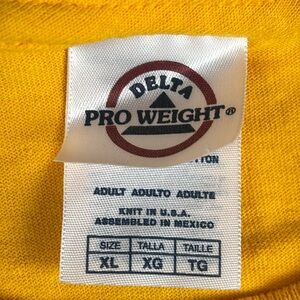 DELTA
PRO WEIGHT®
ADULT ADULTO ADULTE
KNIT IN U.S.A.
ASSEMBLED IN MEXICO
SIZE TALLA TAILLE
XL XG TG